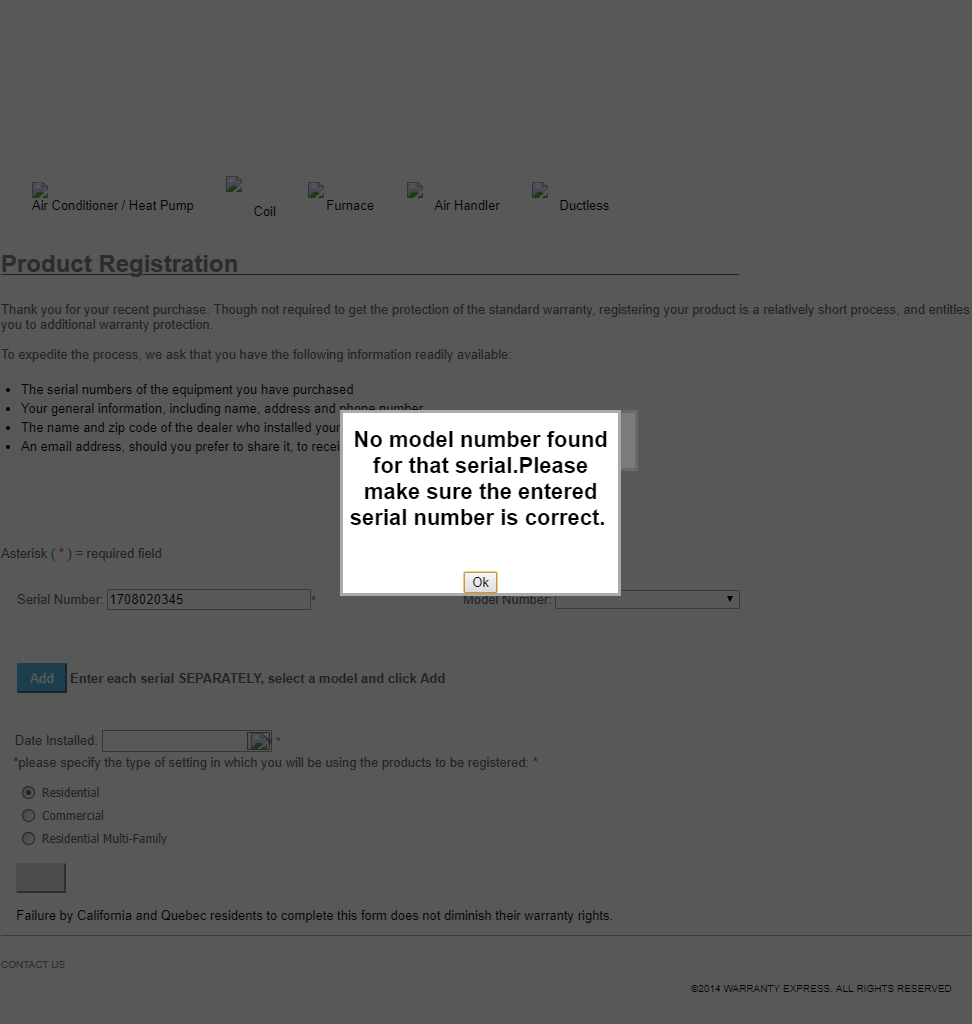 Air Conditioner / Heat Pump
Coil
Furnace
Air Handler
Ductless
Product Registration
Thank you for your recent purchase. Though not required to get the protection of the standard warranty, registering your product is a relatively short process, and entitles
you to additional warranty protection.
To expedite the process, we ask that you have the following information readily available:
The serial numbers of the equipment you have purchased
Your general information, including name, address and phone number
The name and zip code of the dealer who installed your
An email address, should you prefer to share it, to
No model number found
for that serial.Please
make sure the entered
serial number is correct.
Ok
Asterisk ( * ) = required field
Serial Number: 1708020345 *
Model Number:
Add Enter each serial SEPARATELY, select a model and click Add
Date Installed: *
*please specify the type of setting in which you will be using the products to be registered: *
Residential
Commercial
Residential Multi-Family
Failure by California and Quebec residents to complete this form does not diminish their warranty rights.
CONTACT US
©2014 WARRANTY EXPRESS. ALL RIGHTS RESERVED